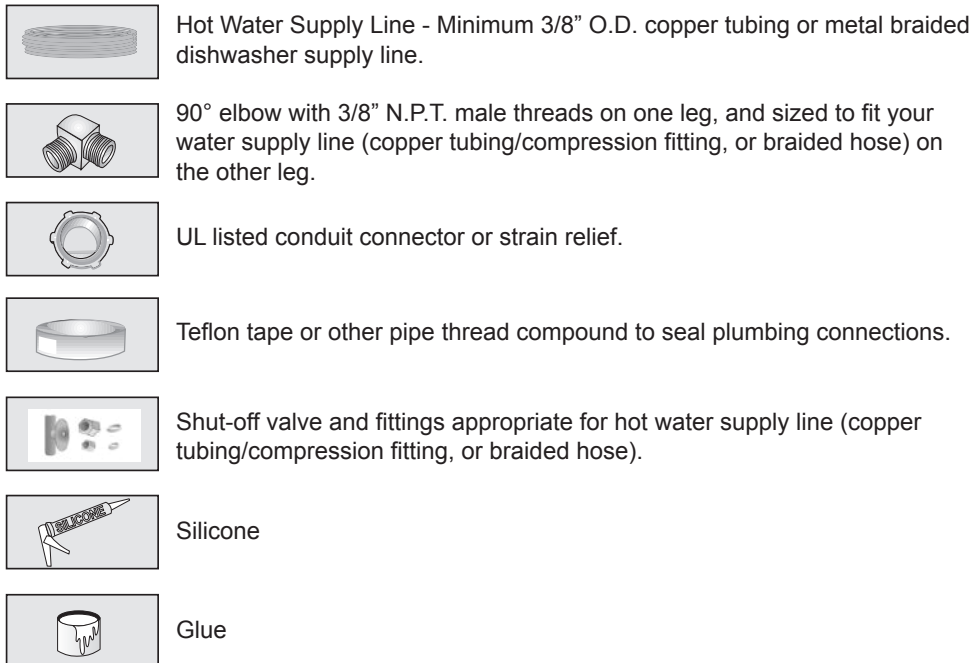 Hot Water Supply Line - Minimum 3/8” O.D. copper tubing or metal braided
dishwasher supply line.
90° elbow with 3/8” N.P.T. male threads on one leg, and sized to fit your
water supply line (copper tubing/compression fitting, or braided hose) on
the other leg.
UL listed conduit connector or strain relief.
Teflon tape or other pipe thread compound to seal plumbing connections.
Shut-off valve and fittings appropriate for hot water supply line (copper
tubing/compression fitting, or braided hose).
SILICONE
Silicone
Glue